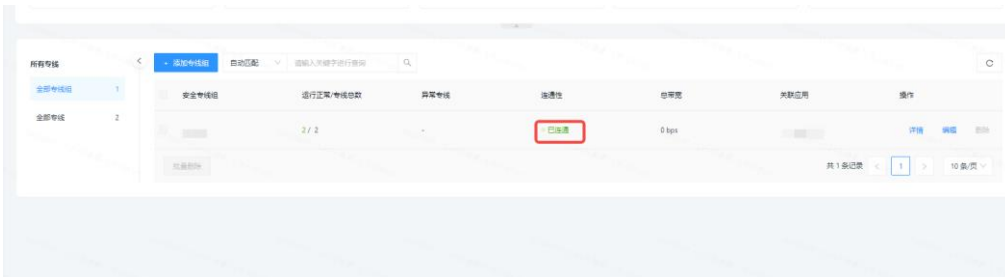 所有专线
全部专线组 1
全部专线 2
+ 添加专线组 自动匹配 请输入关键字进行查询
安全专线组 运行正常/专线总数 异常专线 连通性 总带宽 关联应用 操作
2 / 2 - 已连通 0 bps 详情 编辑 删除
批量删除 共 1 条记录 < 1 > 10 条/页